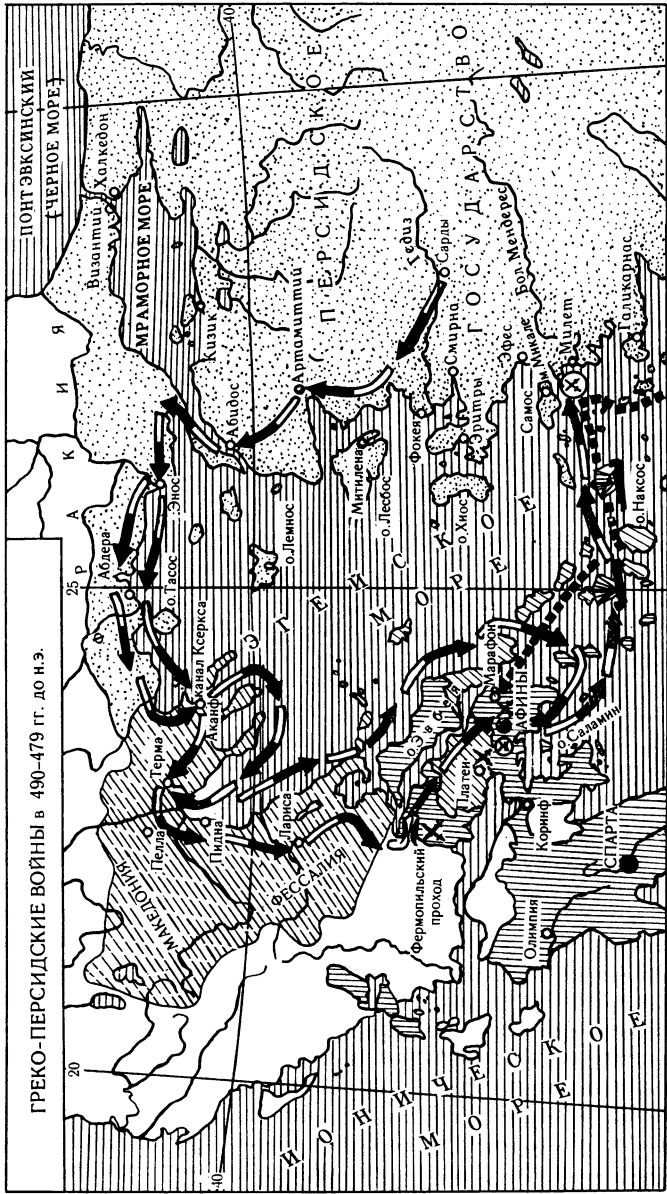 ГРЕКО-ПЕРСИДСКИЕ ВОЙНЫ в 490-479 гг. до н.э.
20
25
40
40
ПОНТ ЭВКСИНСКИЙ
(ЧЕРНОЕ МОРЕ)
Византий
Халкедон
МРАМОРНОЕ МОРЕ
Кизик
ФРАКИЯ
Абдера
Энос
о.Тасос
Абидос
Артамиттий
ПЕРСИДСКОЕ
ГОСУДАРСТВО
Гедиз
Сарды
Бол. Мендерес
МАКЕДОНИЯ
Пелла
Терма
Пидна
Канал Ксеркса
Аканф
о.Лемнос
Митилена
о.Лесбос
Фокея
Смирна
Эритры
о.Хиос
Эфес
Самос
м. Микале
Милет
Галикарнас
ЭГЕЙСКОЕ
МОРЕ
ФЕССАЛИЯ
Лариса
Фермопильский
проход
о.Эвбея
Марафон
Платеи
АФИНЫ
о.Саламин
о.Наксос
Коринф
Олимпия
СПАРТА
ИОНИЧЕСКОЕ
МОРЕ